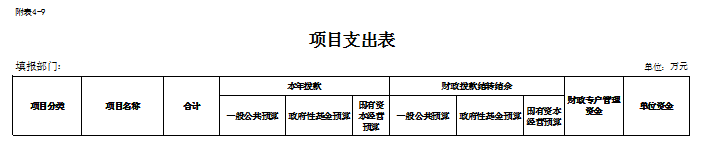 附表4-9
项目支出表
填报部门： 单位：万元
项目分类 项目名称 合计 本年拨款 财政拨款结转结余 财政专户管理资金 单位资金
一般公共预算 政府性基金预算 国有资本经营预算 一般公共预算 政府性基金预算 国有资本经营预算